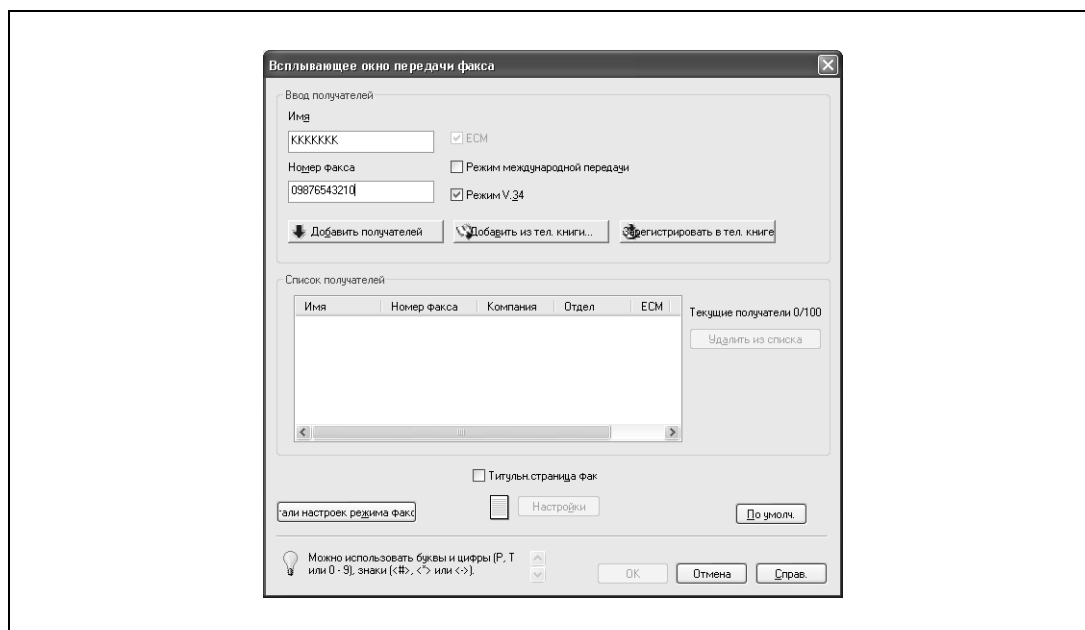 Всплывающее окно передачи факса
Ввод получателей
Имя
KKKKKKK
ECM
Номер факса
Режим международной передачи
09876543210
Режим V.34
Добавить получателей
Добавить из тел. книги...
Зарегистрировать в тел. книге
Список получателей
Имя Номер факса Компания Отдел ECM
Текущие получатели 0/100
Удалить из списка
Титульн.страница фак
тали настроек режима факс
Настройки
По умолч.
Можно использовать буквы и цифры (P, T
или 0 - 9), знаки (<#>, <*> или <->).
OK
Отмена
Справ.